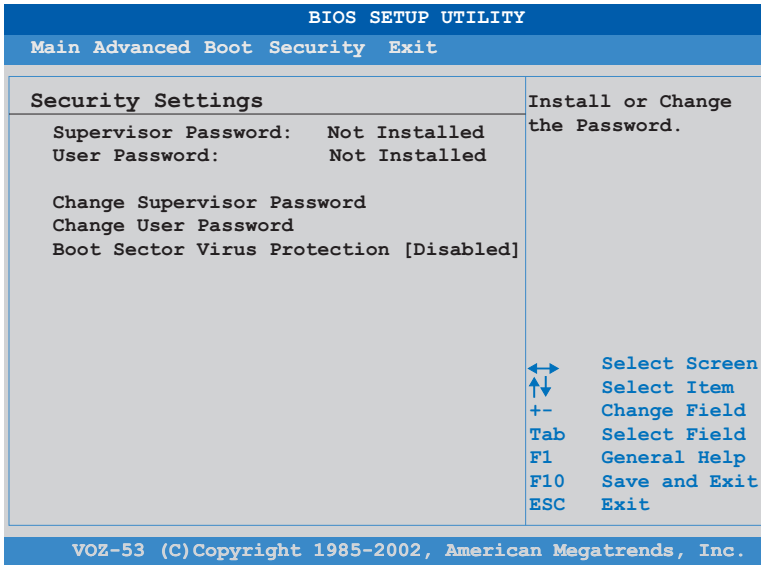 BIOS SETUP UTILITY
Main Advanced Boot Security Exit
Security Settings
Supervisor Password: Not Installed
User Password: Not Installed
Change Supervisor Password
Change User Password
Boot Sector Virus Protection [Disabled]
Install or Change
the Password.
Select Screen
Select Item
+- Change Field
Tab Select Field
F1 General Help
F10 Save and Exit
ESC Exit
VOZ-53 (C)Copyright 1985-2002, American Megatrends, Inc.